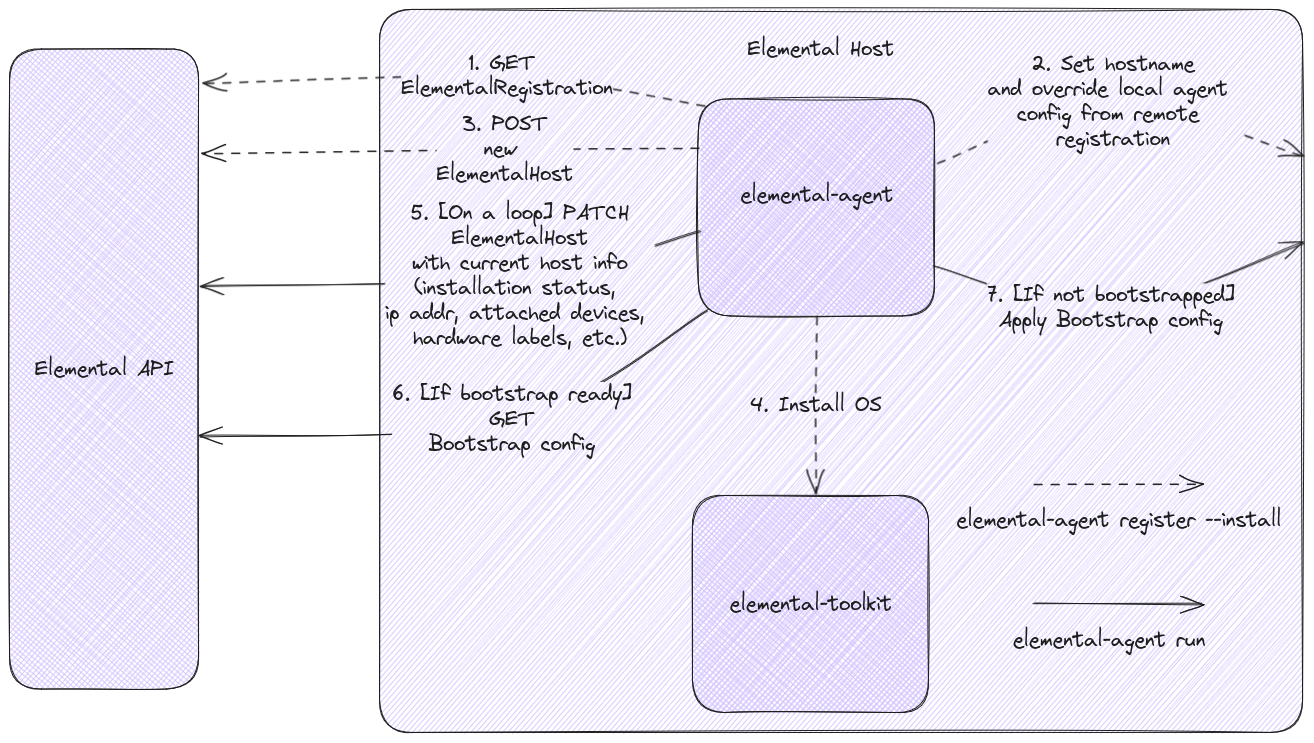 Elemental Host
1. GET
ElementalRegistration
2. Set hostname
and override local agent
config from remote
registration
3. POST
new
ElementalHost
elemental-agent
5. [On a loop] PATCH
ElementalHost
with current host info
(installation status,
ip addr, attached devices,
hardware labels, etc.)
7. [If not bootstrapped]
Apply Bootstrap config
Elemental API
6. [If bootstrap ready]
GET
Bootstrap config
4. Install OS
elemental-agent register --install
elemental-toolkit
elemental-agent run